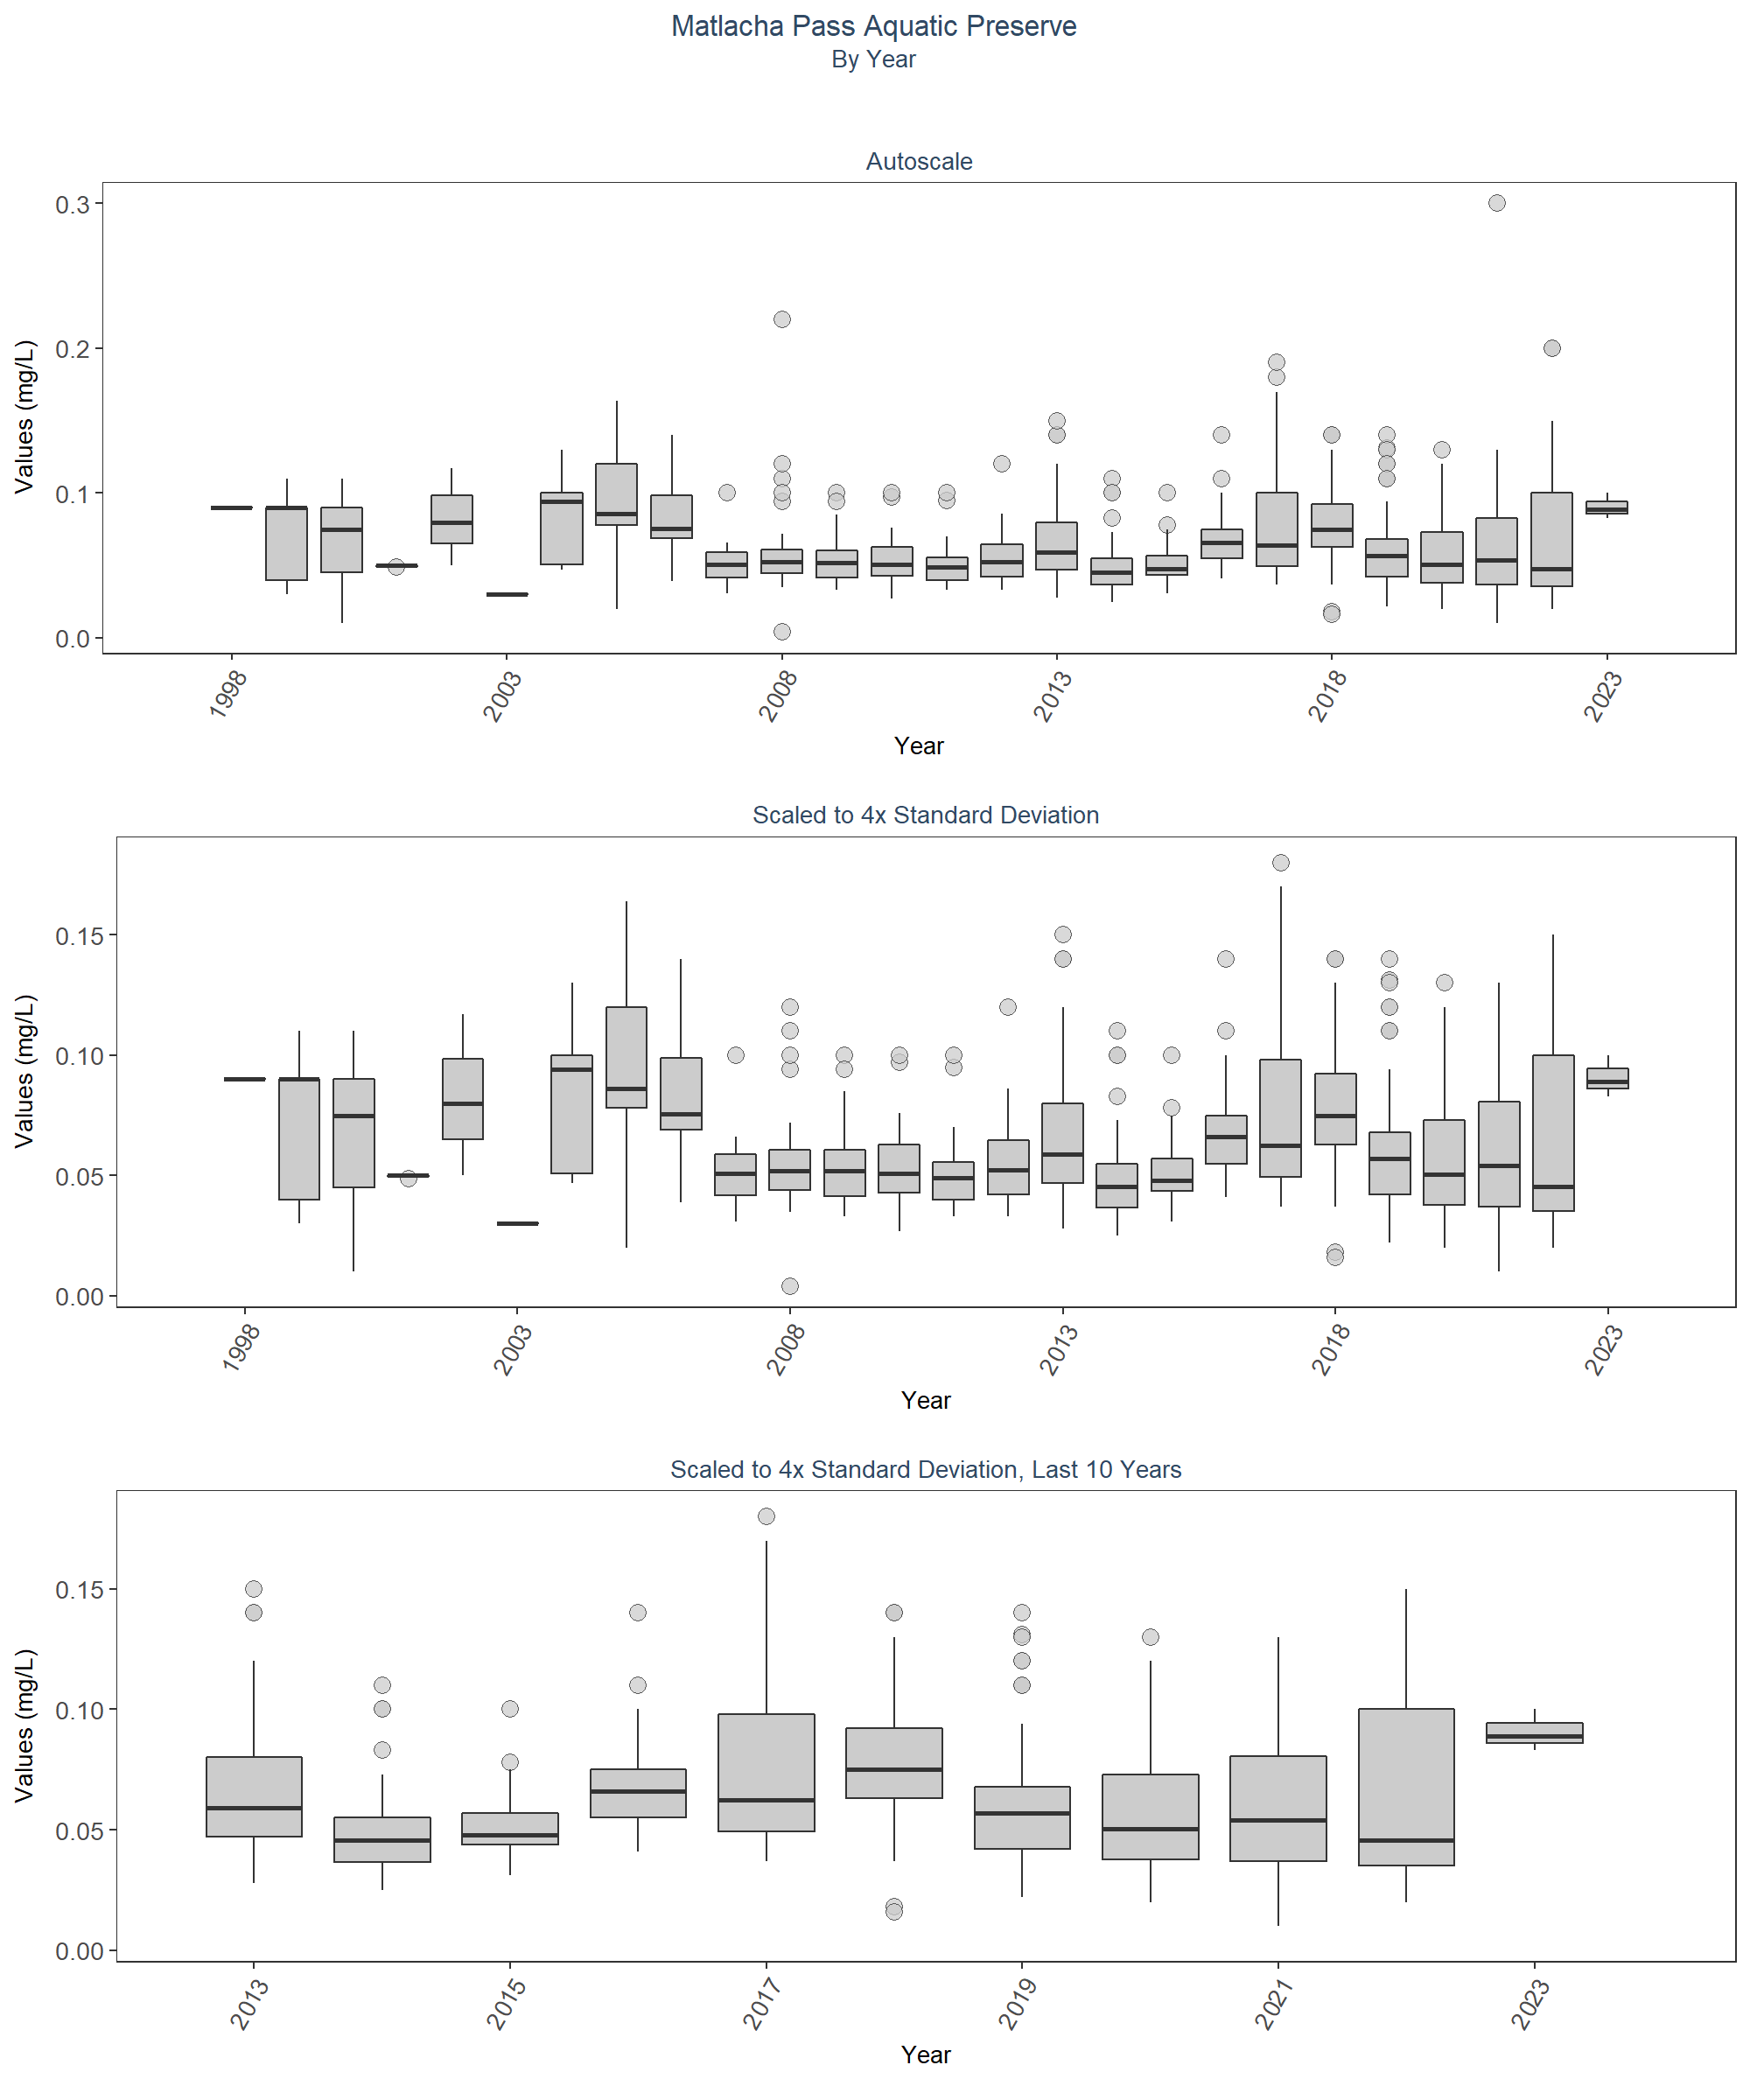 Matlacha Pass Aquatic Preserve
By Year
Autoscale
Values (mg/L)
0.3
0.2
0.1
0.0
1998 2003 2008 2013 2018 2023
Year
Scaled to 4x Standard Deviation
Values (mg/L)
0.15
0.10
0.05
0.00
1998 2003 2008 2013 2018 2023
Year
Scaled to 4x Standard Deviation, Last 10 Years
Values (mg/L)
0.15
0.10
0.05
0.00
2013 2015 2017 2019 2021 2023
Year